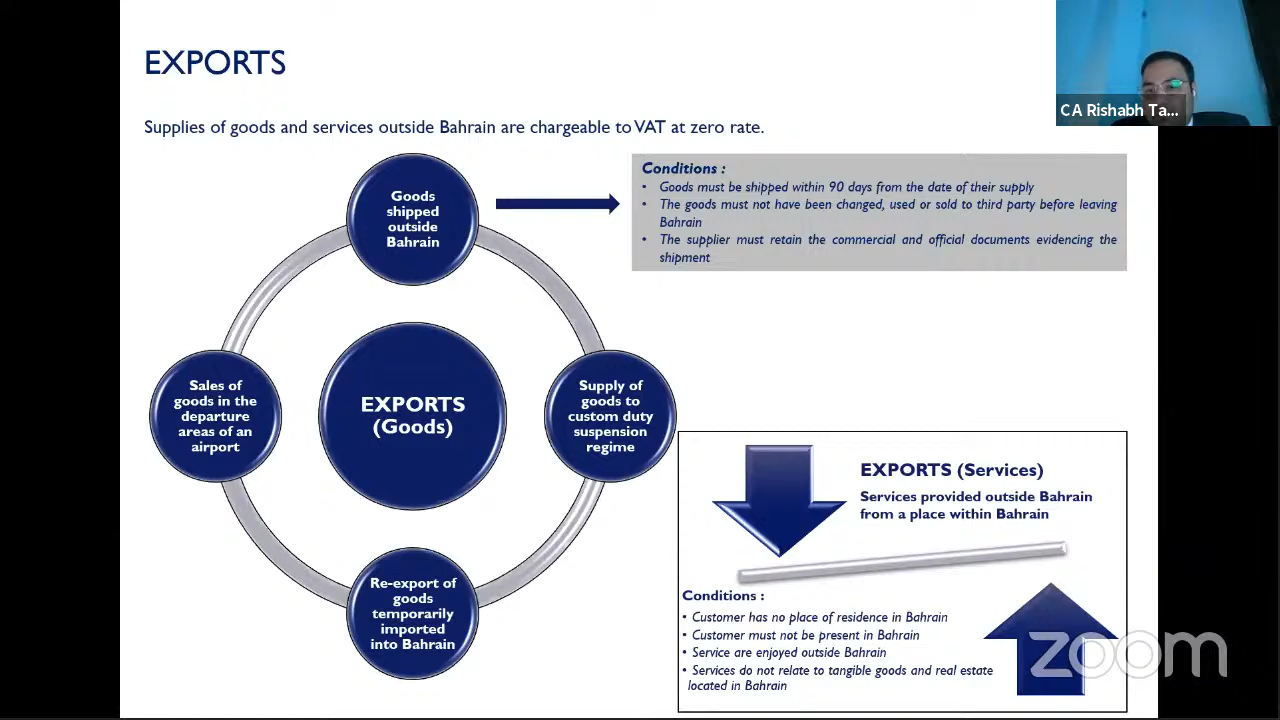 EXPORTS
CA Rishabh Ta...
Supplies of goods and services outside Bahrain are chargeable to VAT at zero rate.
Goods
shipped
outside
Bahrain
Conditions :
• Goods must be shipped within 90 days from the date of their supply
• The goods must not have been changed, used or sold to third party before leaving
Bahrain
• The supplier must retain the commercial and official documents evidencing the
shipment
Sales of
goods in the
departure
areas of an
airport
EXPORTS
(Goods)
Supply of
goods to
custom duty
suspension
regime
Re-export of
goods
temporarily
imported
into Bahrain
EXPORTS (Services)
Services provided outside Bahrain
from a place within Bahrain
Conditions :
• Customer has no place of residence in Bahrain
• Customer must not be present in Bahrain
• Service are enjoyed outside Bahrain
• Services do not relate to tangible goods and real estate
located in Bahrain
zoom